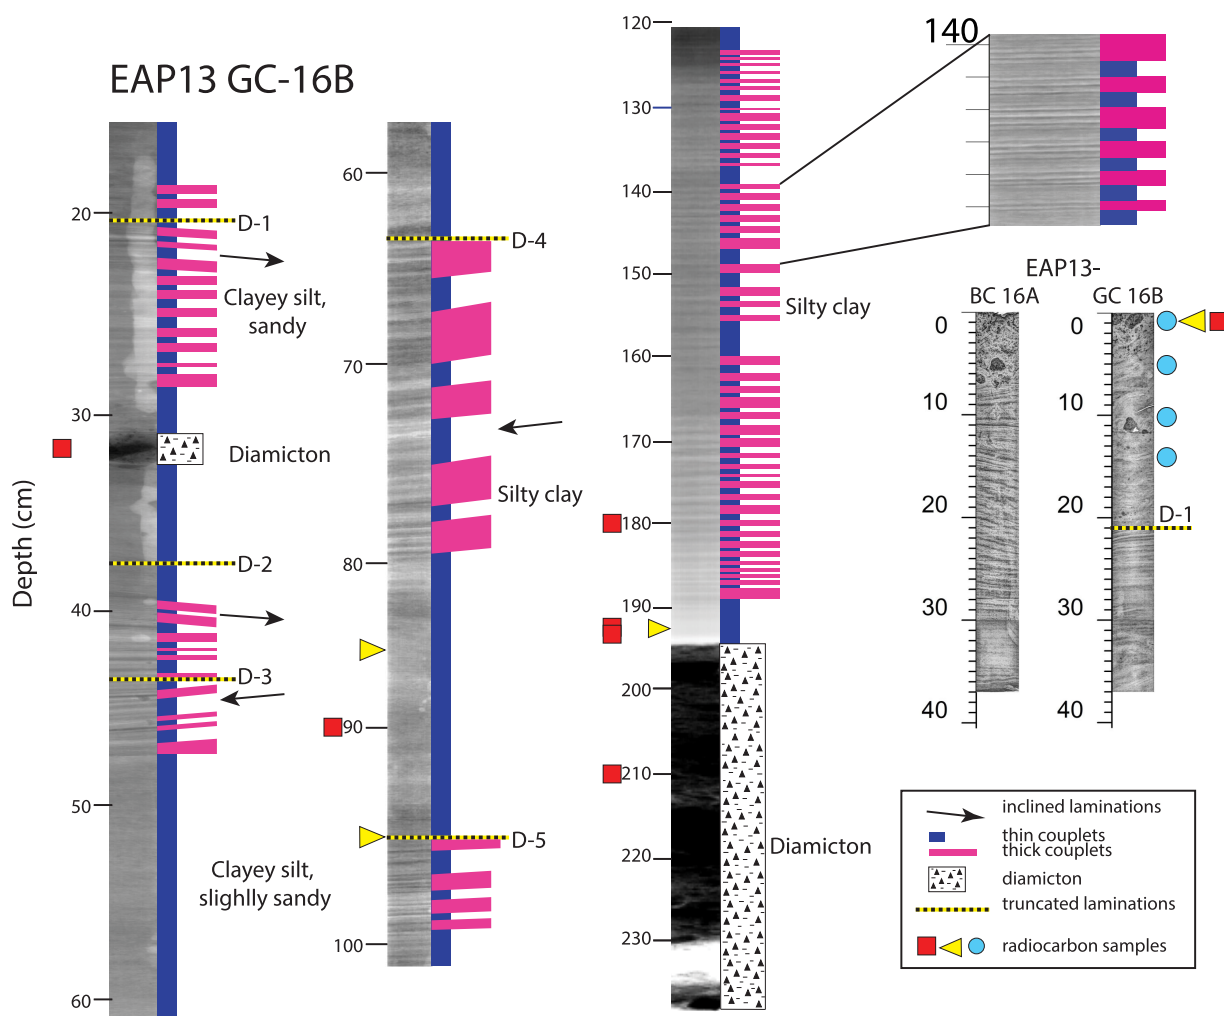 EAP13 GC-16B
Depth (cm)
20
30
40
50
60
D-1
Clayey silt,
sandy
Diamicton
D-2
D-3
Clayey silt,
slighlly sandy
60
70
80
90
100
D-4
Silty clay
D-5
120
130
140
150
160
170
180
190
200
210
220
230
Silty clay
Diamicton
140
EAP13-
BC 16A
GC 16B
0
10
20
30
40
0
10
20
30
40
D-1
inclined laminations
thin couplets
thick couplets
diamicton
truncated laminations
radiocarbon samples